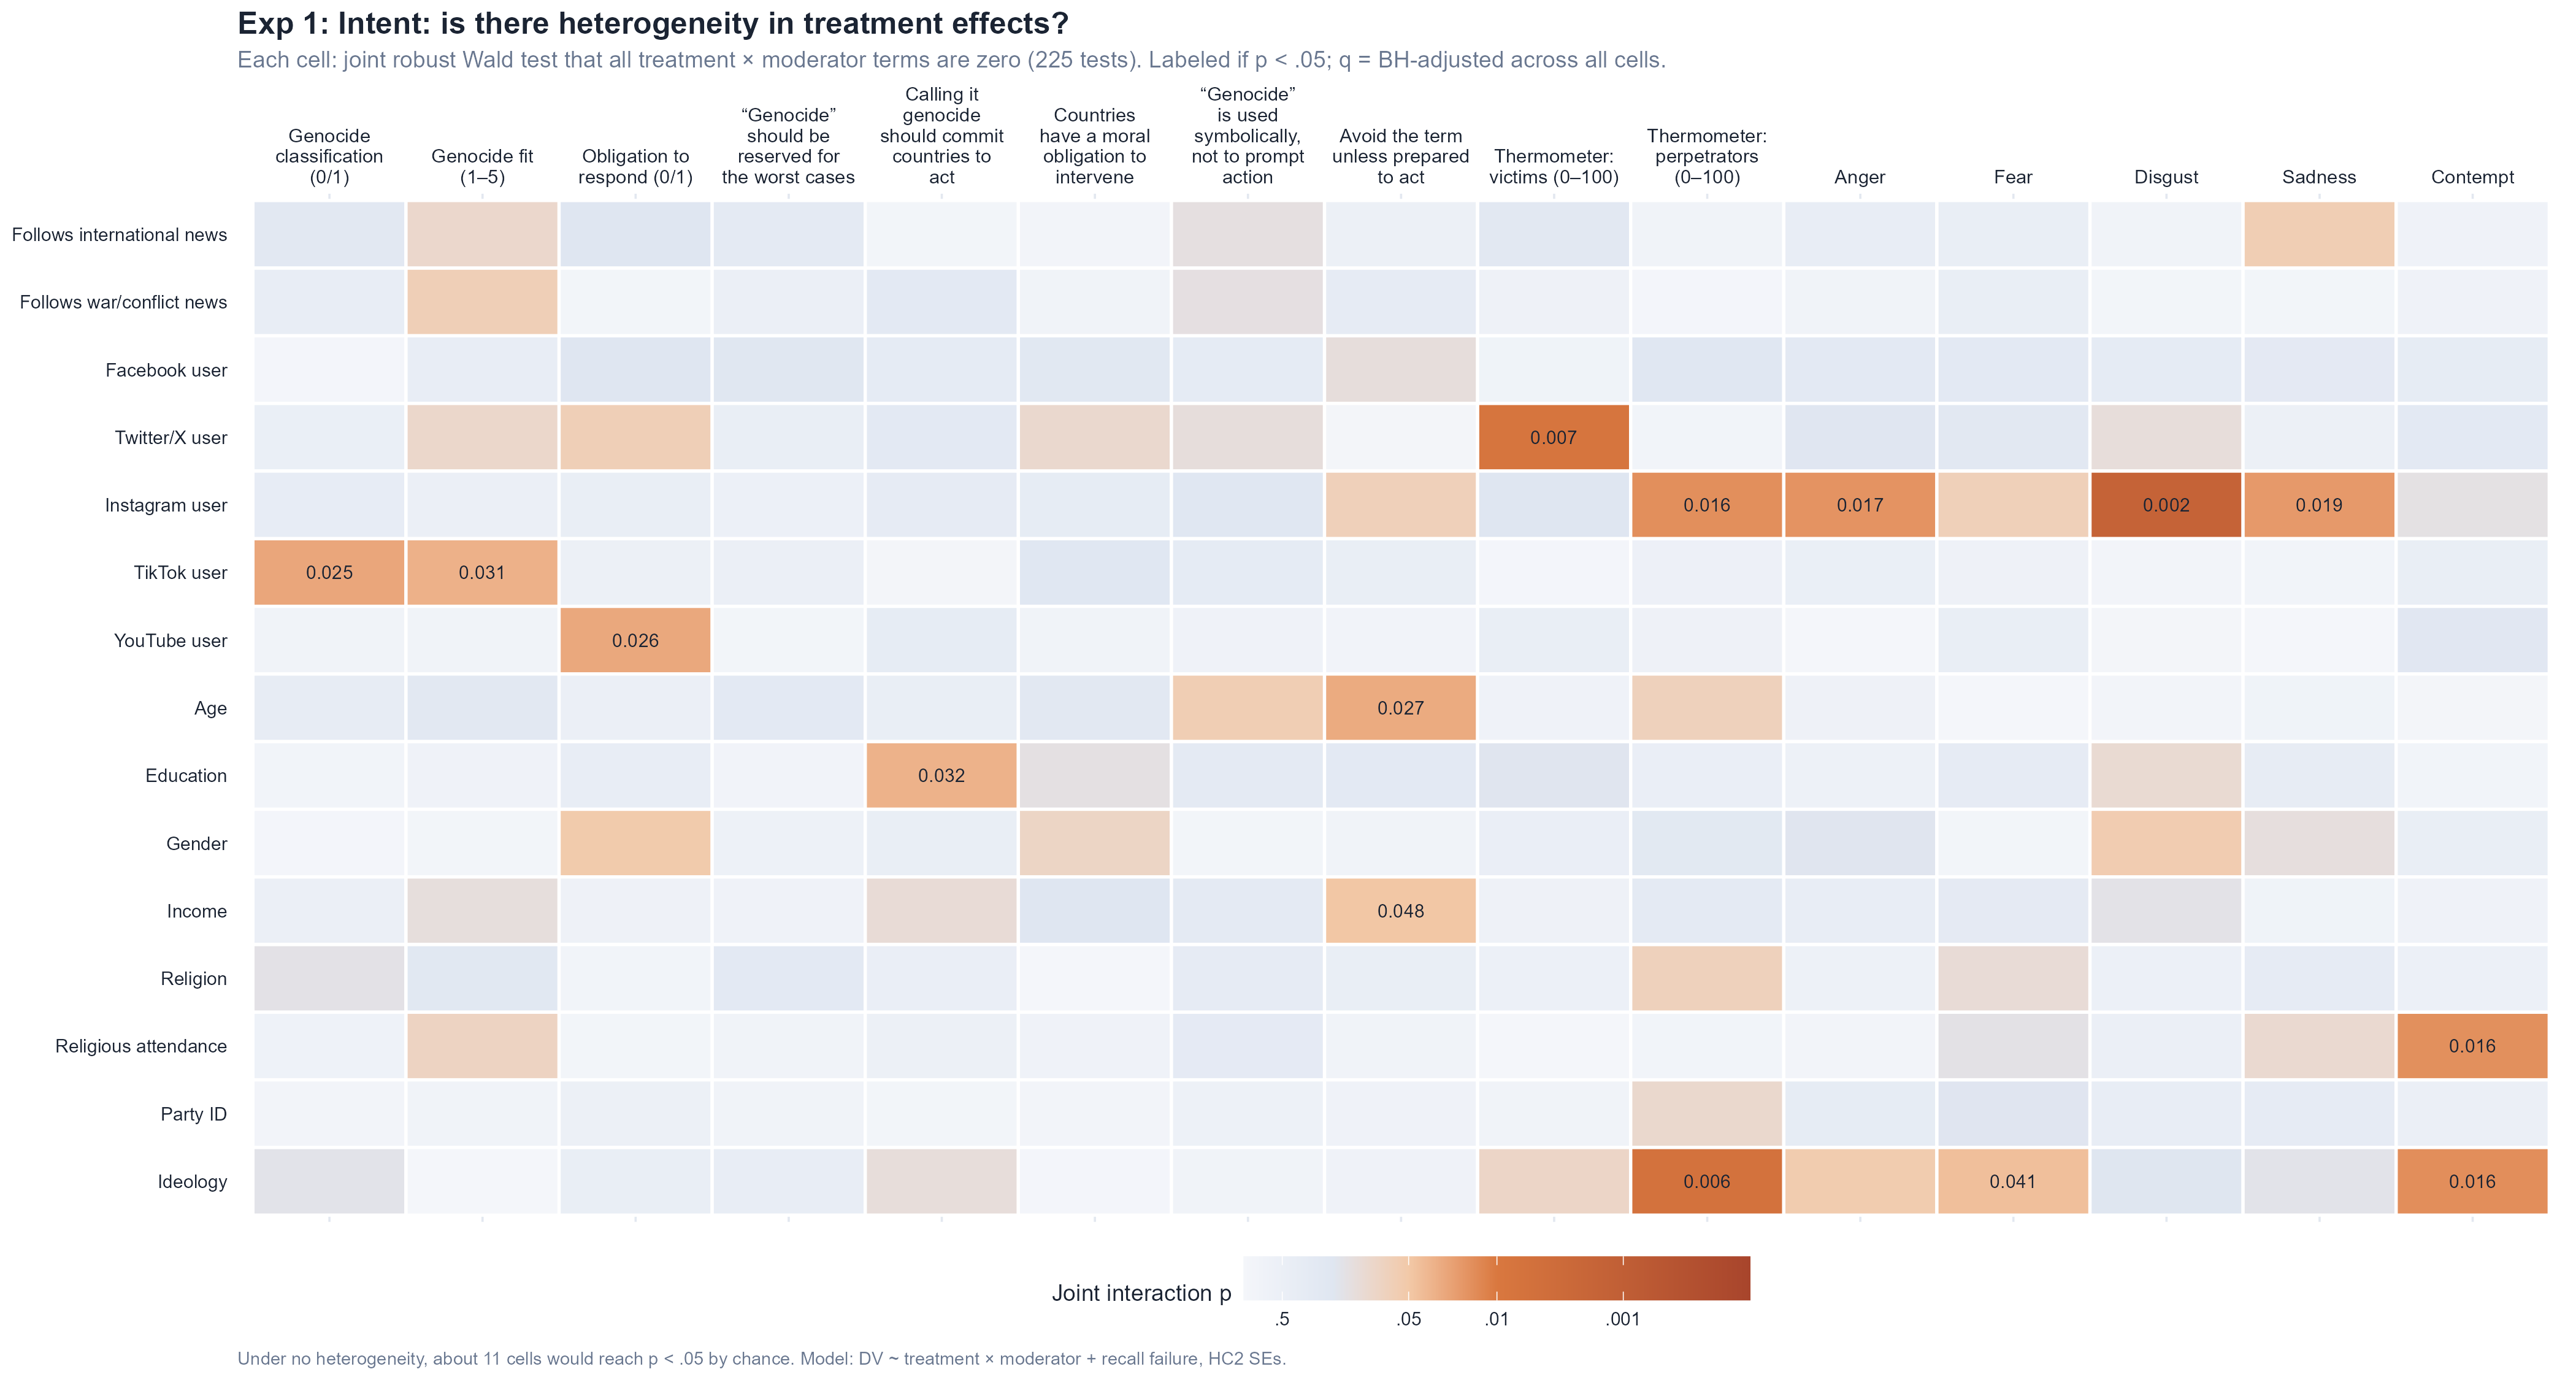 Exp 1: Intent: is there heterogeneity in treatment effects?
Each cell: joint robust Wald test that all treatment × moderator terms are zero (225 tests). Labeled if p < .05; q = BH-adjusted across all cells.
Genocide
classification
(0/1)
Genocide fit
(1–5)
Obligation to
respond (0/1)
“Genocide”
should be
reserved for
the worst cases
Calling it
genocide
should commit
countries to
act
Countries
have a moral
obligation to
intervene
“Genocide”
is used
symbolically,
not to prompt
action
Avoid the term
unless prepared
to act
Thermometer:
victims (0–100)
Thermometer:
perpetrators
(0–100)
Anger
Fear
Disgust
Sadness
Contempt
Follows international news
Follows war/conflict news
Facebook user
Twitter/X user
0.007
Instagram user
0.016
0.017
0.002
0.019
TikTok user
0.025
0.031
YouTube user
0.026
Age
0.027
Education
0.032
Gender
Income
0.048
Religion
Religious attendance
0.016
Party ID
Ideology
0.006
0.041
0.016
Joint interaction p
.5
.05
.01
.001
Under no heterogeneity, about 11 cells would reach p < .05 by chance. Model: DV ~ treatment × moderator + recall failure, HC2 SEs.